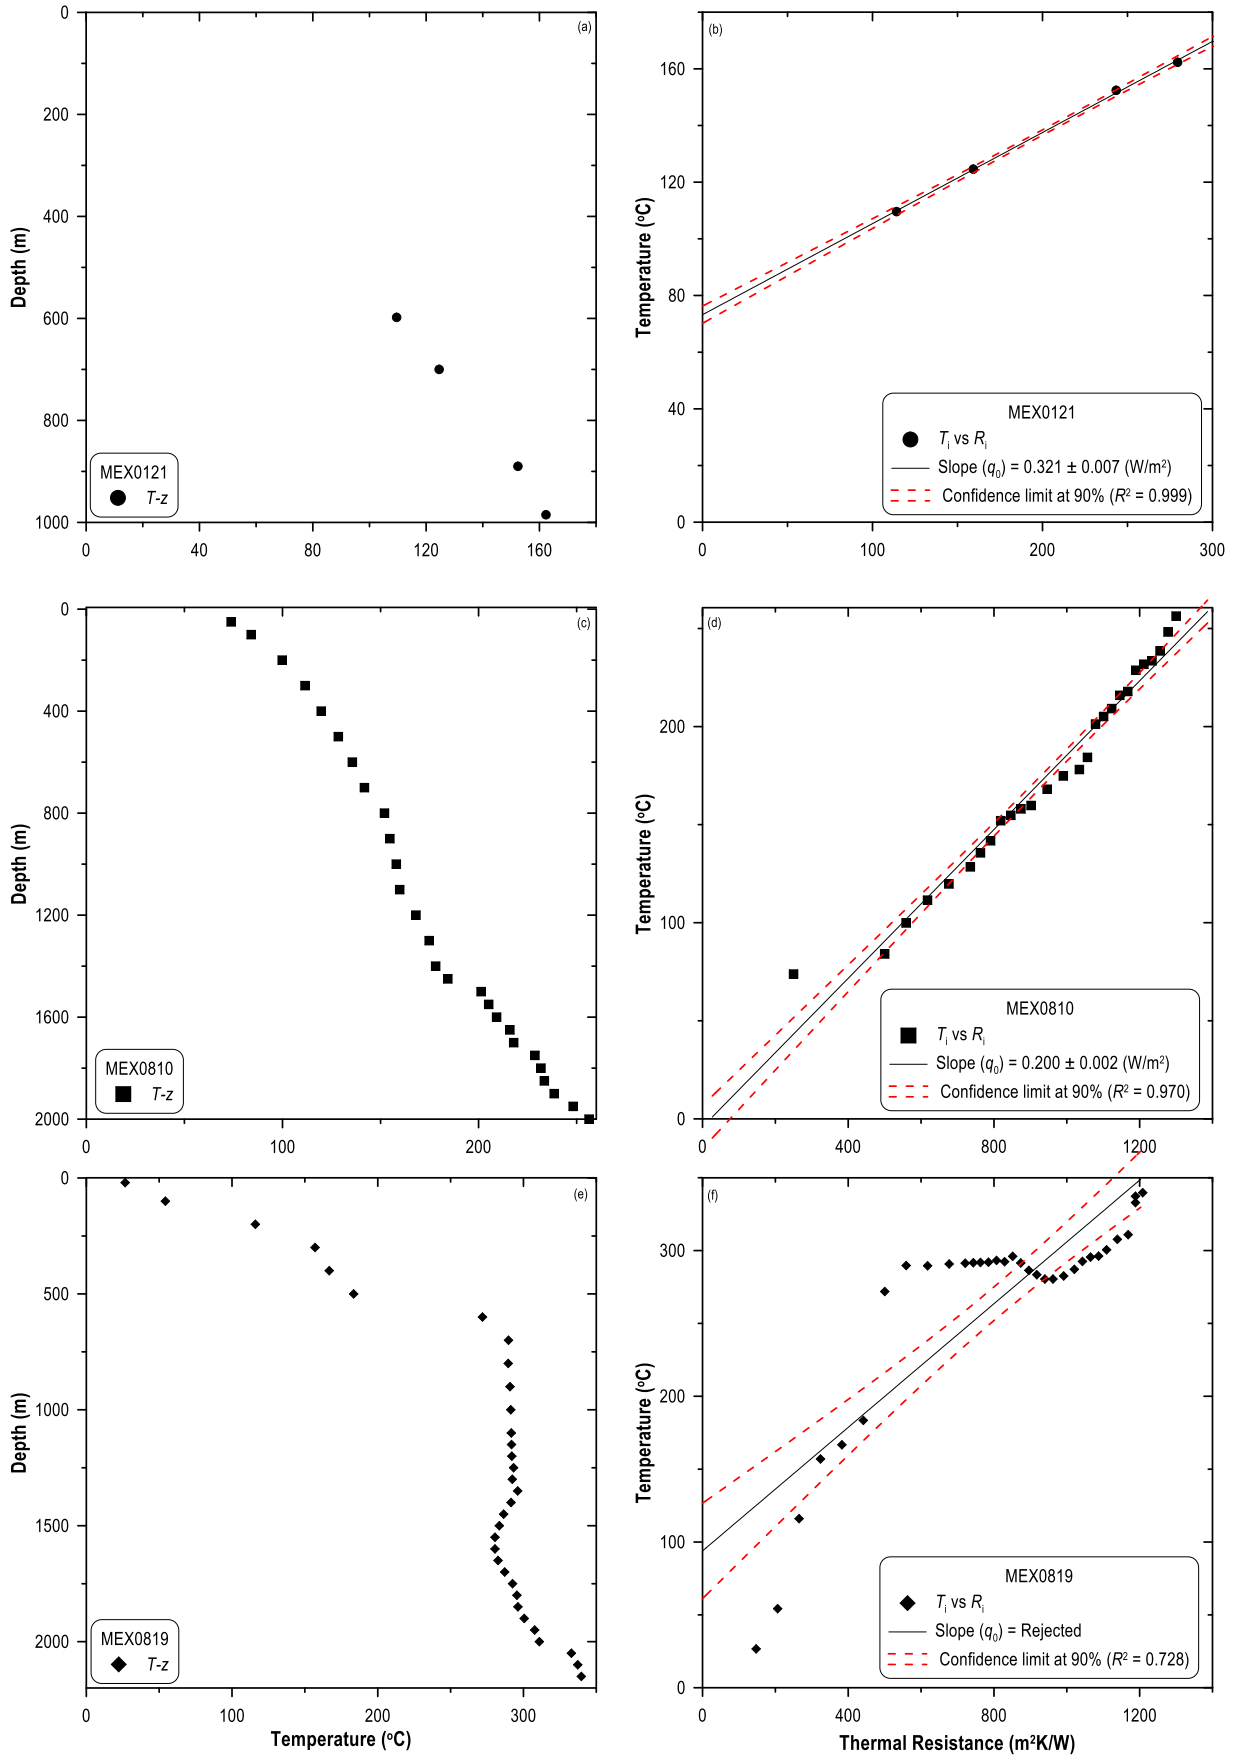 (a)
0
200
400
600
800
1000
Depth (m)
MEX0121
T-z
0 40 80 120 160
(b)
160
120
80
40
0
Temperature (ºC)
MEX0121
Ti vs Ri
Slope (q0) = 0.321 ± 0.007 (W/m²)
Confidence limit at 90% (R² = 0.999)
0 100 200 300
(c)
0
400
800
1200
1600
2000
Depth (m)
MEX0810
T-z
0 100 200
(d)
200
100
0
Temperature (ºC)
MEX0810
Ti vs Ri
Slope (q0) = 0.200 ± 0.002 (W/m²)
Confidence limit at 90% (R² = 0.970)
0 400 800 1200
(e)
0
500
1000
1500
2000
Depth (m)
MEX0819
T-z
0 100 200 300
Temperature (ºC)
(f)
300
200
100
0
Temperature (ºC)
MEX0819
Ti vs Ri
Slope (q0) = Rejected
Confidence limit at 90% (R² = 0.728)
0 400 800 1200
Thermal Resistance (m²K/W)